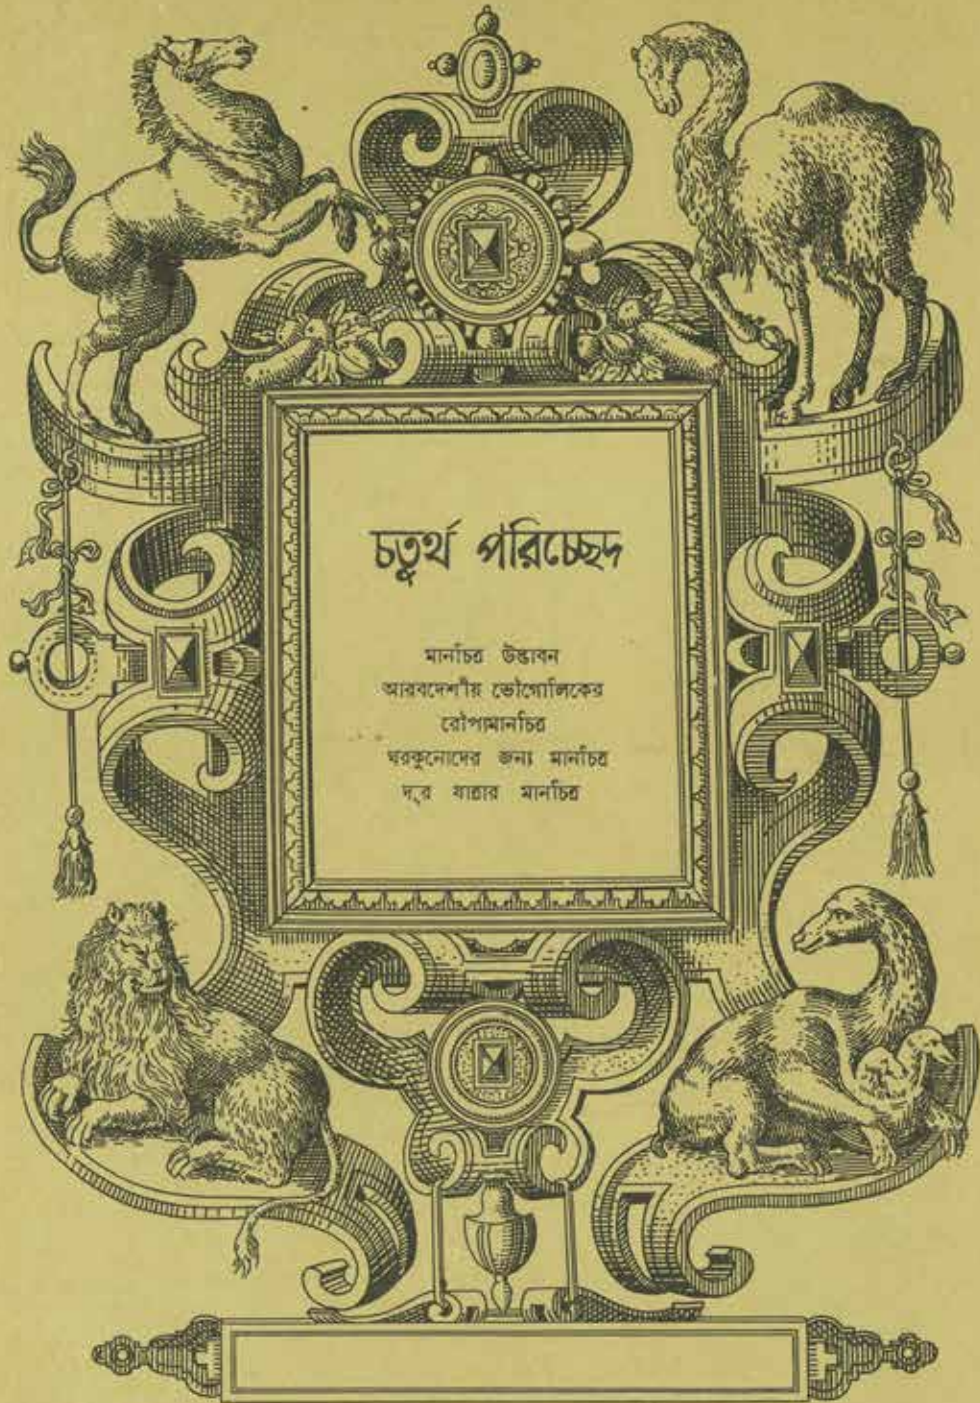 চতুর্থ পরিচ্ছেদ
মানচিত্র উদ্ভাবন
আরবদেশীয় ভৌগোলিকের
রৌপ্যমানচিত্র
ঘরকুনোদের জন্য মানচিত্র
দূর যাত্রার মানচিত্র